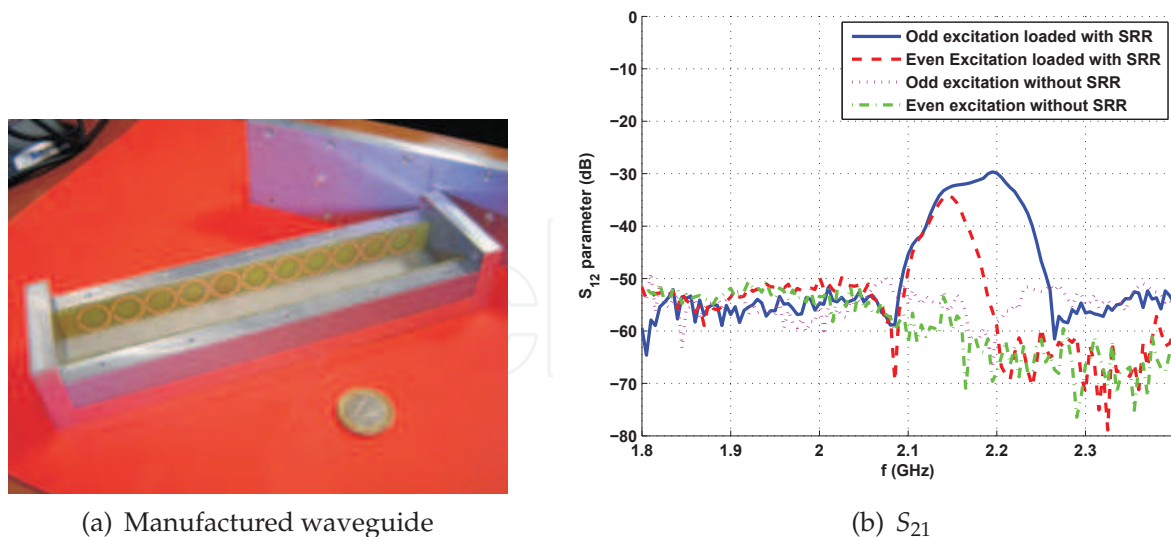 0
−10
−20
−30
−40
−50
−60
−70
−80
1.8
1.9
2
2.1
2.2
2.3
f (GHz)
S12 parameter (dB)
Odd excitation loaded with SRR
Even Excitation loaded with SRR
Odd excitation without SRR
Even excitation without SRR
(a) Manufactured waveguide
(b) S21